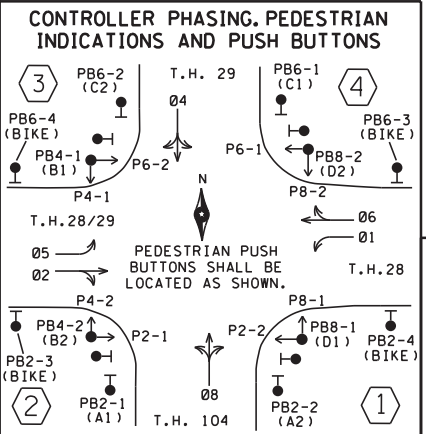 CONTROLLER PHASING, PEDESTRIAN
INDICATIONS AND PUSH BUTTONS
3
PB6-2
(C2)
T.H. 29
PB6-1
(C1)
4
PB6-4
(BIKE)
Ø4
PB6-3
(BIKE)
PB4-1
(B1)
P6-2
P6-1
PB8-2
(D2)
P4-1
N
P8-2
T.H.28/29
Ø6
Ø1
Ø5
Ø2
PEDESTRIAN PUSH
BUTTONS SHALL BE
LOCATED AS SHOWN.
T.H.28
P4-2
P8-1
PB4-2
(B2)
P2-1
P2-2
PB8-1
(D1)
PB2-4
(BIKE)
PB2-3
(BIKE)
2
PB2-1
(A1)
Ø8
T.H. 104
PB2-2
(A2)
1